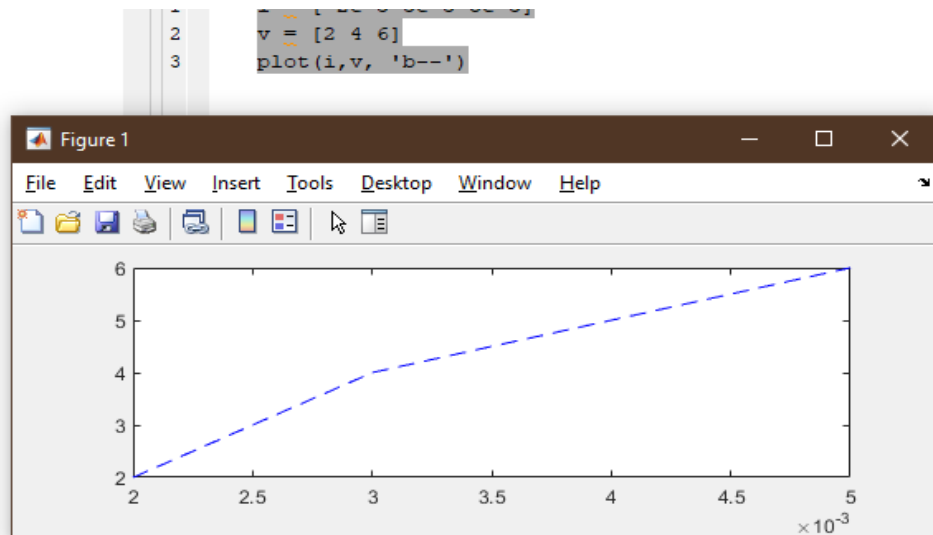 2 v = [2 4 6]
3 plot(i,v, 'b--')
Figure 1
File Edit View Insert Tools Desktop Window Help
6
5
4
3
2
2 2.5 3 3.5 4 4.5 5
×10⁻³